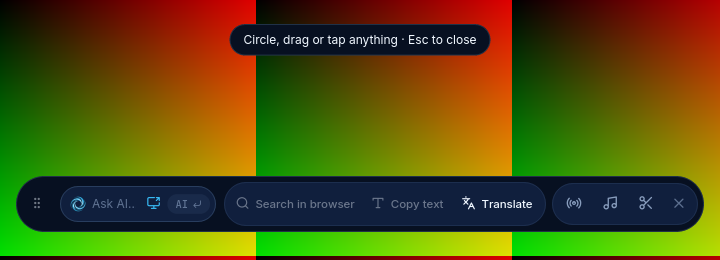 Circle, drag or tap anything · Esc to close
Ask AI.. AI ↵ Search in browser Copy text Translate